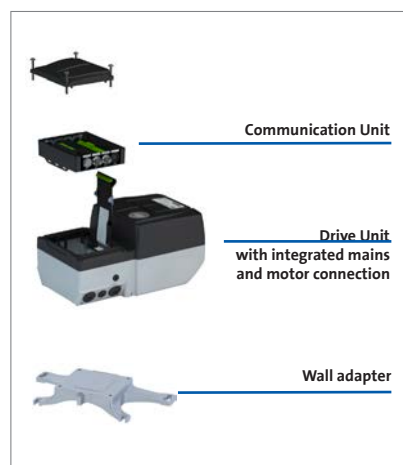 Communication Unit
Drive Unit
with integrated mains
and motor connection
Wall adapter